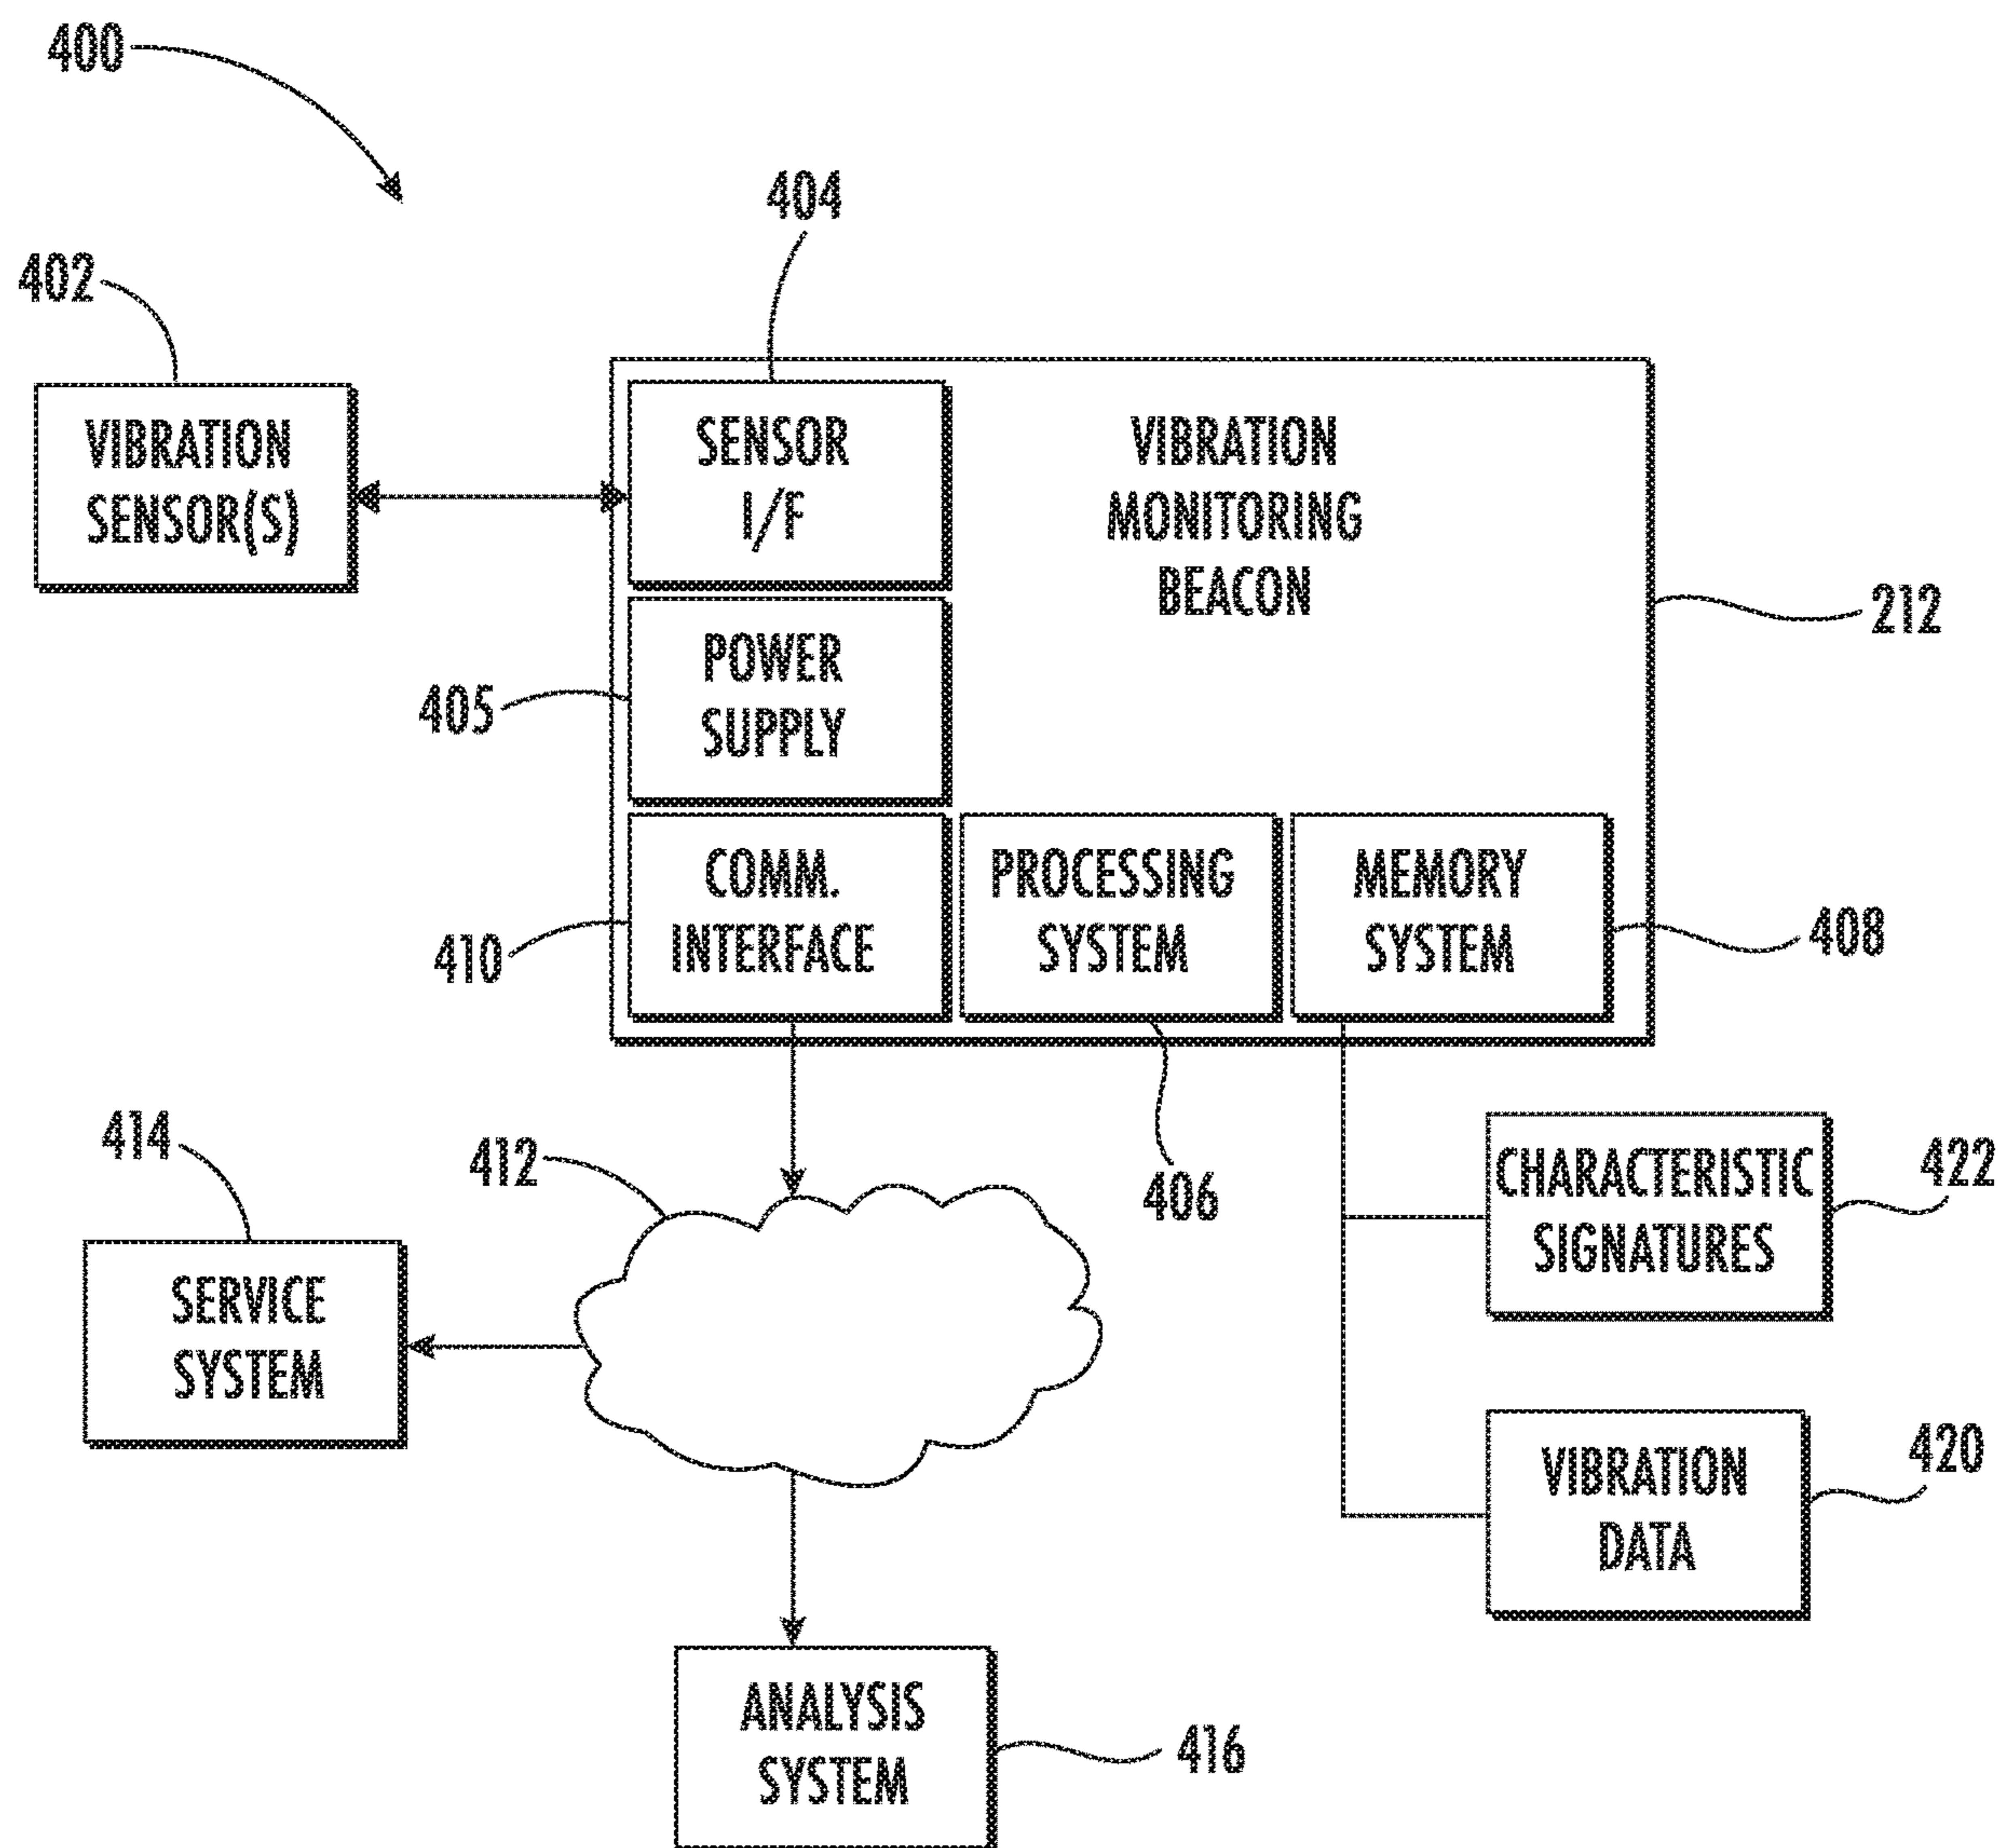 400
404
402
VIBRATION
SENSOR(S)
SENSOR
I/F
VIBRATION
MONITORING
BEACON
212
POWER
SUPPLY
405
COMM.
INTERFACE
410
PROCESSING
SYSTEM
MEMORY
SYSTEM
408
414
412
406
CHARACTERISTIC
SIGNATURES
422
SERVICE
SYSTEM
VIBRATION
DATA
420
ANALYSIS
SYSTEM
416